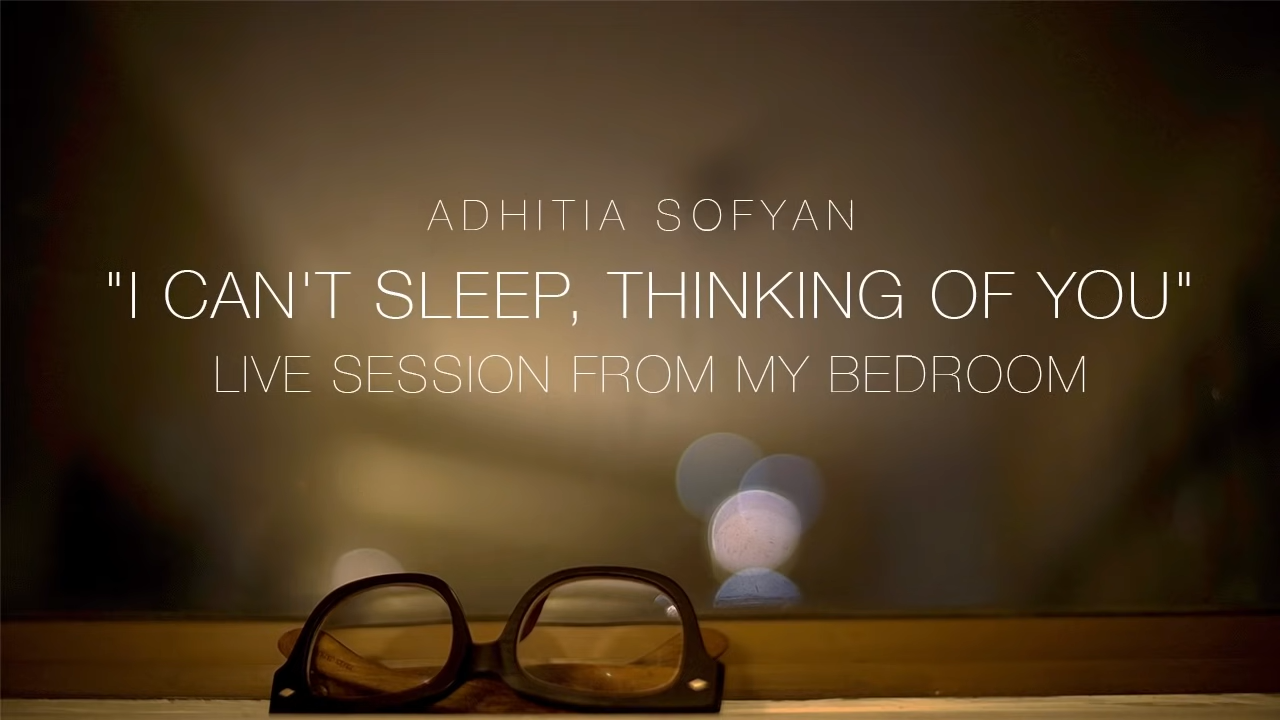 ADHITIA SOFYAN
"I CAN'T SLEEP, THINKING OF YOU"
LIVE SESSION FROM MY BEDROOM